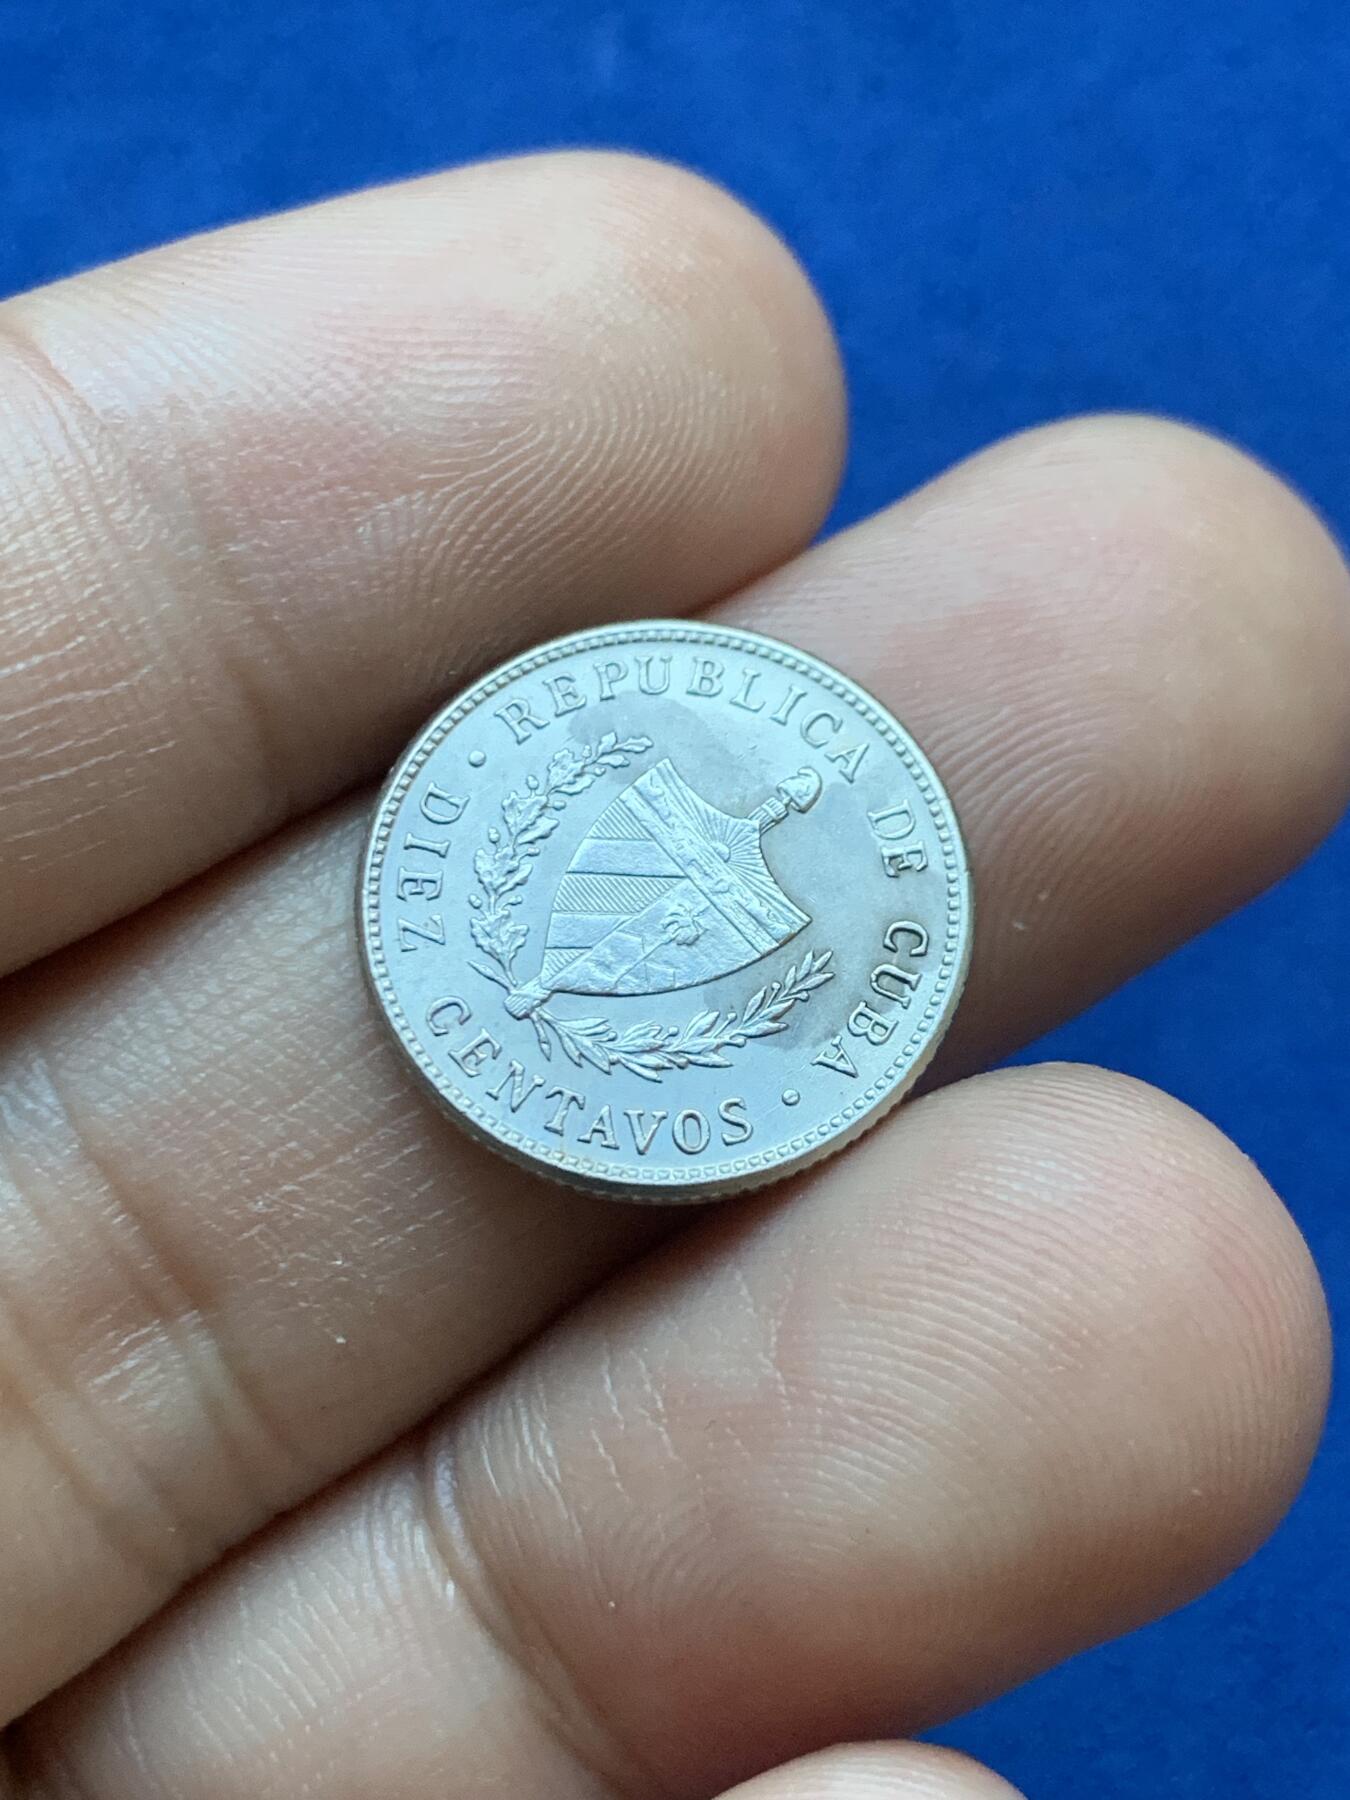 · REPUBLICA DE CUBA ·
DIEZ CENTAVOS